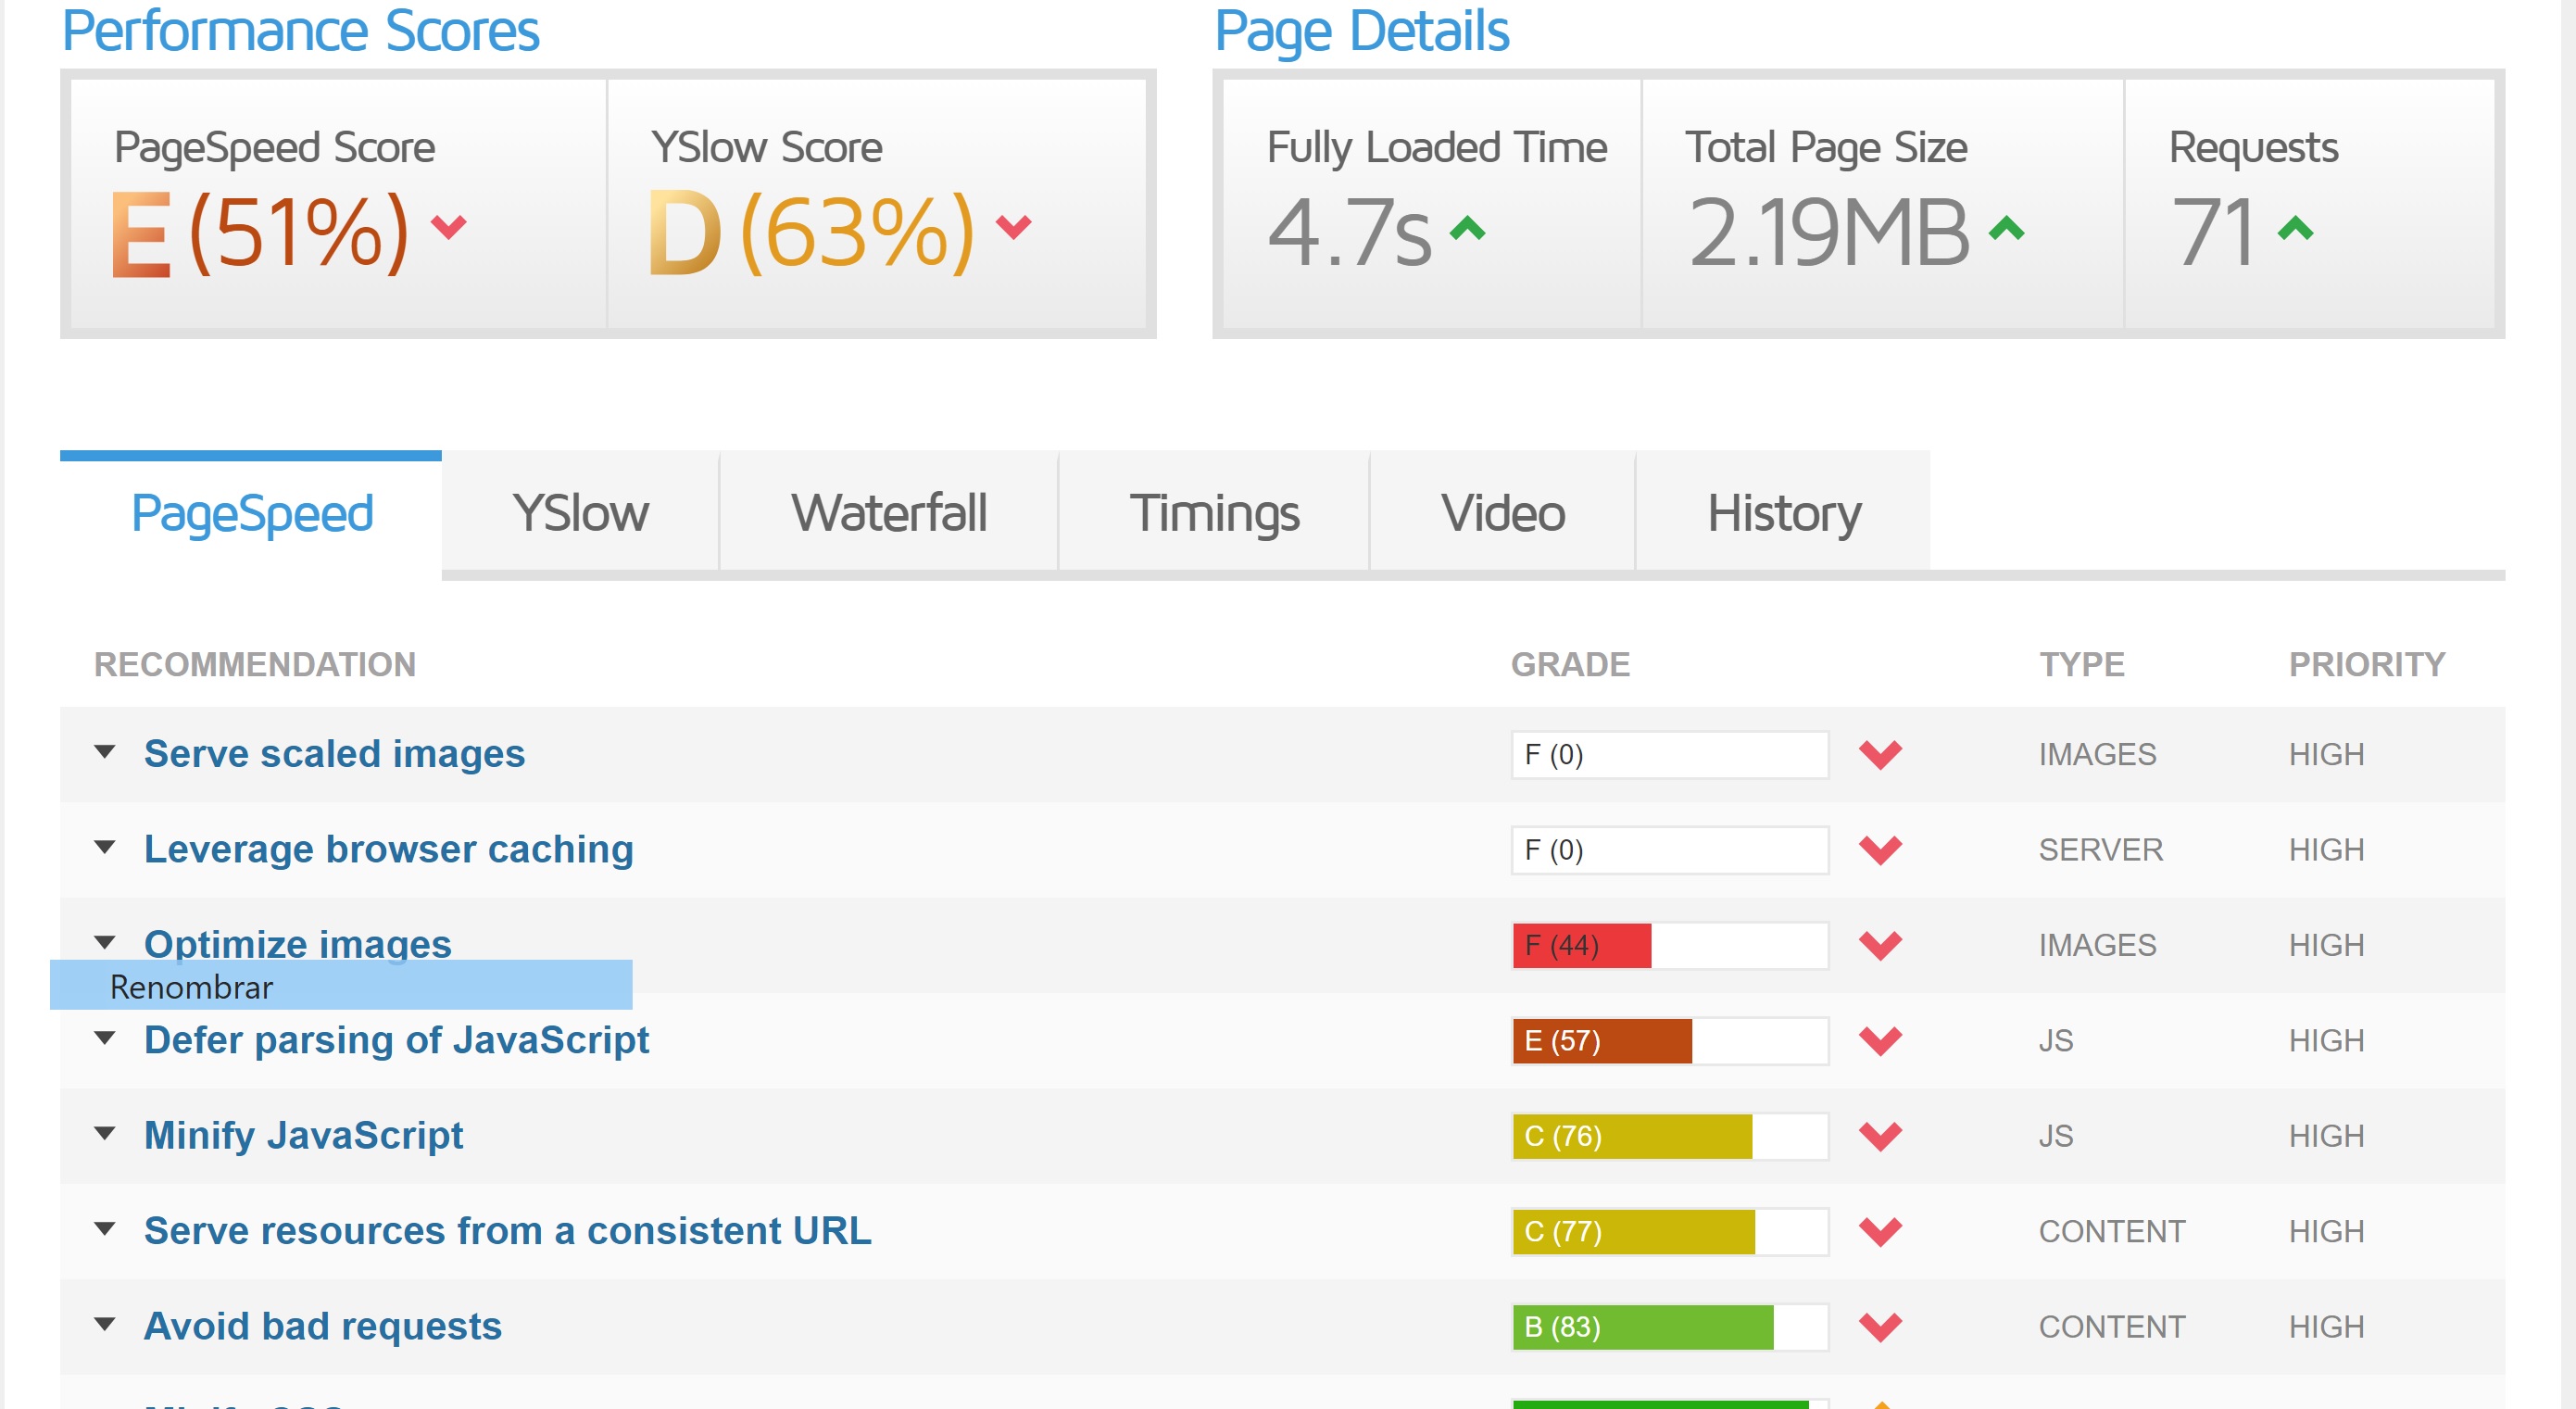 Performance Scores
Page Details
PageSpeed Score
E (51%)
YSlow Score
D (63%)
Fully Loaded Time
4.7s
Total Page Size
2.19MB
Requests
71
PageSpeed
YSlow
Waterfall
Timings
Video
History
RECOMMENDATION GRADE TYPE PRIORITY
Serve scaled images F (0) IMAGES HIGH
Leverage browser caching F (0) SERVER HIGH
Optimize images F (44) IMAGES HIGH
Renombrar
Defer parsing of JavaScript E (57) JS HIGH
Minify JavaScript C (76) JS HIGH
Serve resources from a consistent URL C (77) CONTENT HIGH
Avoid bad requests B (83) CONTENT HIGH